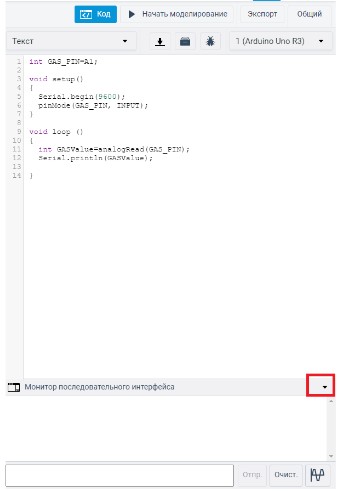 Код Начать моделирование Экспорт Общий
Текст 1 (Arduino Uno R3)
1 int GAS_PIN=A1;
2
3 void setup()
4 {
5 Serial.begin(9600);
6 pinMode(GAS_PIN, INPUT);
7 }
8
9 void loop ()
10 {
11 int GASValue=analogRead(GAS_PIN);
12 Serial.println(GASValue);
13
14 }
Монитор последовательного интерфейса
Отпр. Очист.